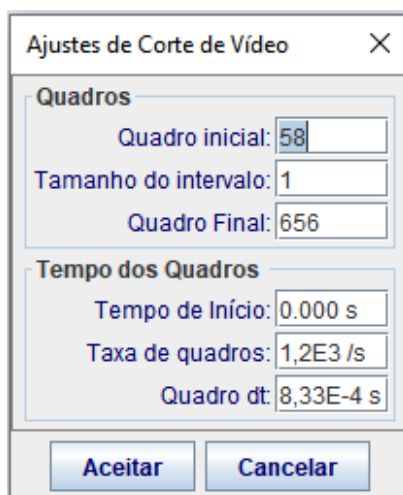 Ajustes de Corte de Vídeo
Quadros
Quadro inicial: 58
Tamanho do intervalo: 1
Quadro Final: 656
Tempo dos Quadros
Tempo de Início: 0.000 s
Taxa de quadros: 1,2E3 /s
Quadro dt: 8,33E-4 s
Aceitar Cancelar